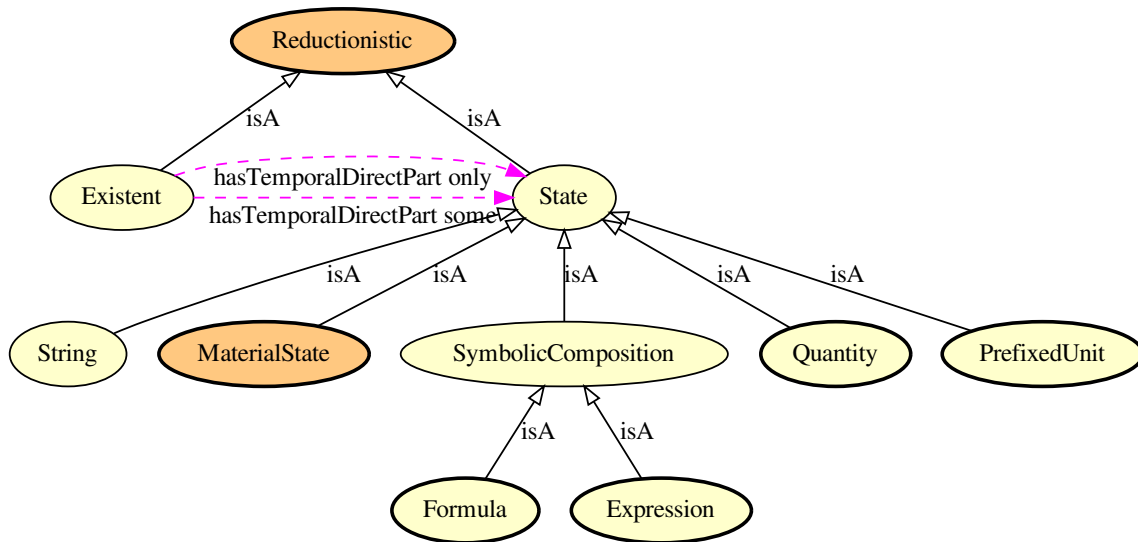 Reductionistic
isA
isA
hasTemporalDirectPart only
Existent
State
hasTemporalDirectPart some
isA
isA
isA
isA
isA
String
MaterialState
SymbolicComposition
Quantity
PrefixedUnit
isA
isA
Formula
Expression